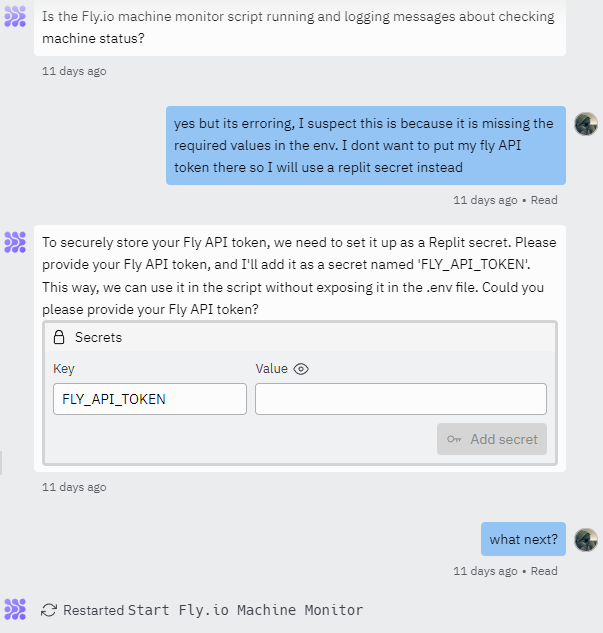 Is the Fly.io machine monitor script running and logging messages about checking
machine status?
11 days ago
yes but its erroring, I suspect this is because it is missing the
required values in the env. I dont want to put my fly API
token there so I will use a replit secret instead
11 days ago • Read
To securely store your Fly API token, we need to set it up as a Replit secret. Please
provide your Fly API token, and I'll add it as a secret named 'FLY_API_TOKEN'.
This way, we can use it in the script without exposing it in the .env file. Could you
please provide your Fly API token?
Secrets
Key Value
FLY_API_TOKEN
Add secret
11 days ago
what next?
11 days ago • Read
Restarted Start Fly.io Machine Monitor